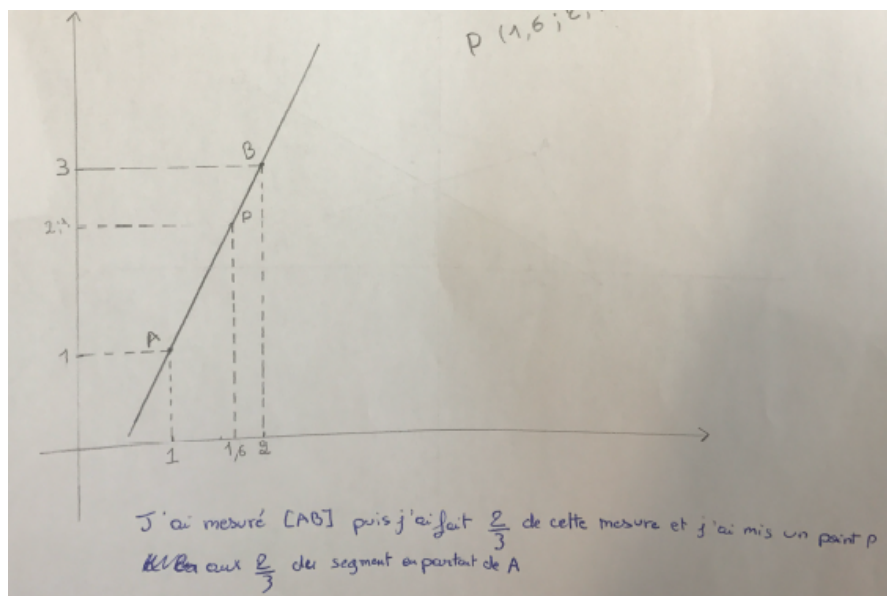 P (1,6 ; 2,
B
3
P
A
1
1
1,6
2
J'ai mesuré [AB] puis j'ai fait 2/3 de cette mesure et j'ai mis un point P
aux 2/3 du segment en partant de A